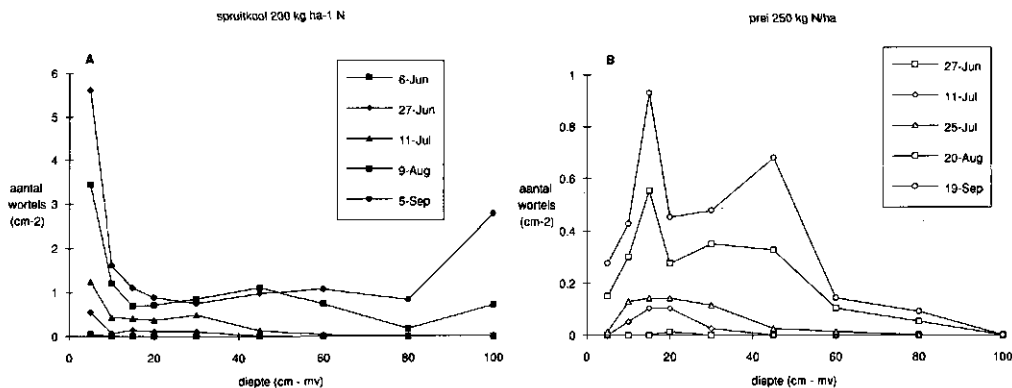 spruitkool 200 kg ha-1 N
A
6
5
4
3
2
1
0
aantal
wortels
(cm-2)
6-Jun
27-Jun
11-Jul
9-Aug
5-Sep
0 20 40 60 80 100
diepte (cm - mv)
prei 250 kg N/ha
B
1
0.8
0.6
0.4
0.2
0
aantal
wortels
(cm-2)
27-Jun
11-Jul
25-Jul
20-Aug
19-Sep
0 20 40 60 80 100
diepte (cm - mv)